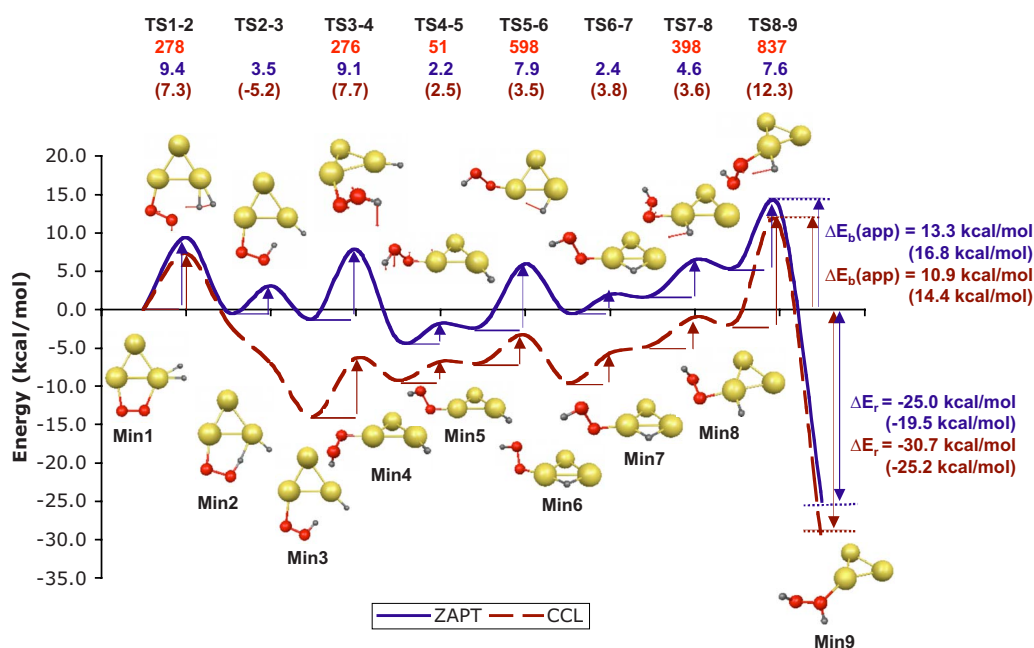 TS1-2 TS2-3 TS3-4 TS4-5 TS5-6 TS6-7 TS7-8 TS8-9
278 276 51 598 398 837
9.4 3.5 9.1 2.2 7.9 2.4 4.6 7.6
(7.3) (-5.2) (7.7) (2.5) (3.5) (3.8) (3.6) (12.3)
Energy (kcal/mol)
20.0
15.0
10.0
5.0
0.0
-5.0
-10.0
-15.0
-20.0
-25.0
-30.0
-35.0
ΔEb(app) = 13.3 kcal/mol
(16.8 kcal/mol)
ΔEb(app) = 10.9 kcal/mol
(14.4 kcal/mol)
ΔEr = -25.0 kcal/mol
(-19.5 kcal/mol)
ΔEr = -30.7 kcal/mol
(-25.2 kcal/mol)
Min1
Min2
Min3
Min4
Min5
Min6
Min7
Min8
Min9
ZAPT CCL